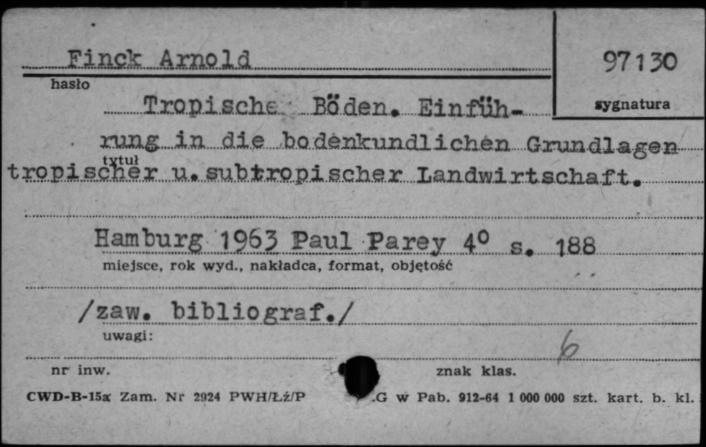 Finck Arnold
97130
hasło
sygnatura
Tropische Böden. Einfüh-
rung in die bodenkundlichen Grundlagen
tytuł
tropischer u. subtropischer Landwirtschaft.
Hamburg 1963 Paul Parey 4° s. 188
miejsce, rok wyd., nakładca, format, objętość
/zaw. bibliograf./
uwagi:
6
nr inw.
znak klas.
CWD-B-15a Zam. Nr 2924 PWH/Łź/P .G w Pab. 912-64 1 000 000 szt. kart. b. kl.